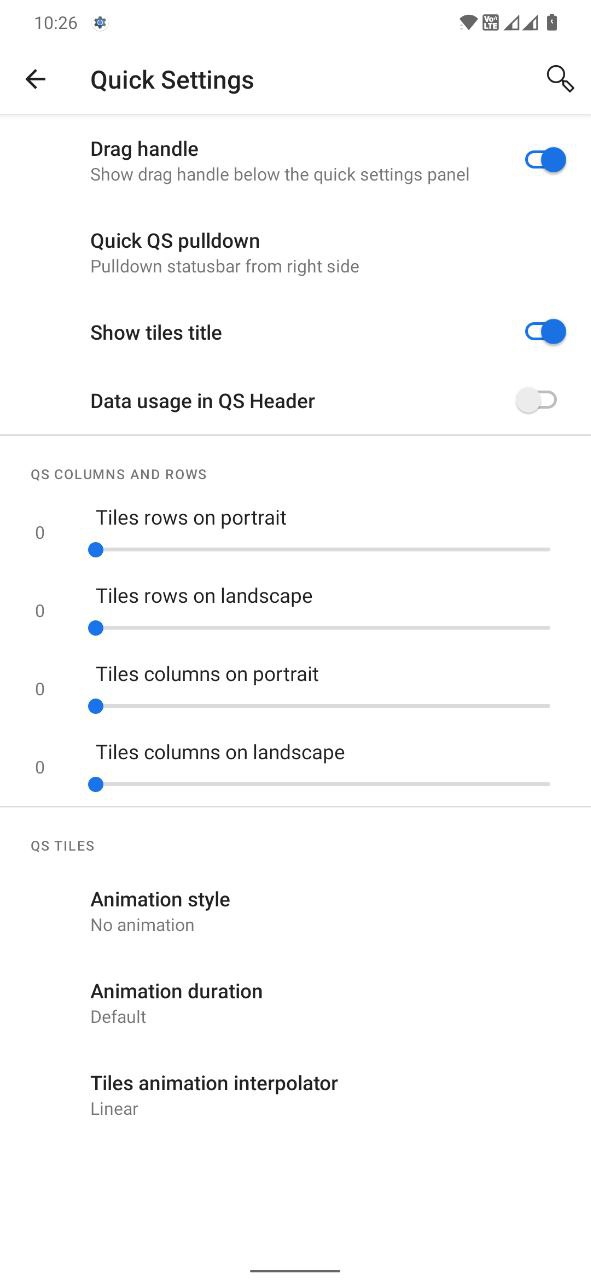 10:26
Vo LTE
Quick Settings
Drag handle
Show drag handle below the quick settings panel
Quick QS pulldown
Pulldown statusbar from right side
Show tiles title
Data usage in QS Header
QS COLUMNS AND ROWS
Tiles rows on portrait
0
Tiles rows on landscape
0
Tiles columns on portrait
0
Tiles columns on landscape
0
QS TILES
Animation style
No animation
Animation duration
Default
Tiles animation interpolator
Linear